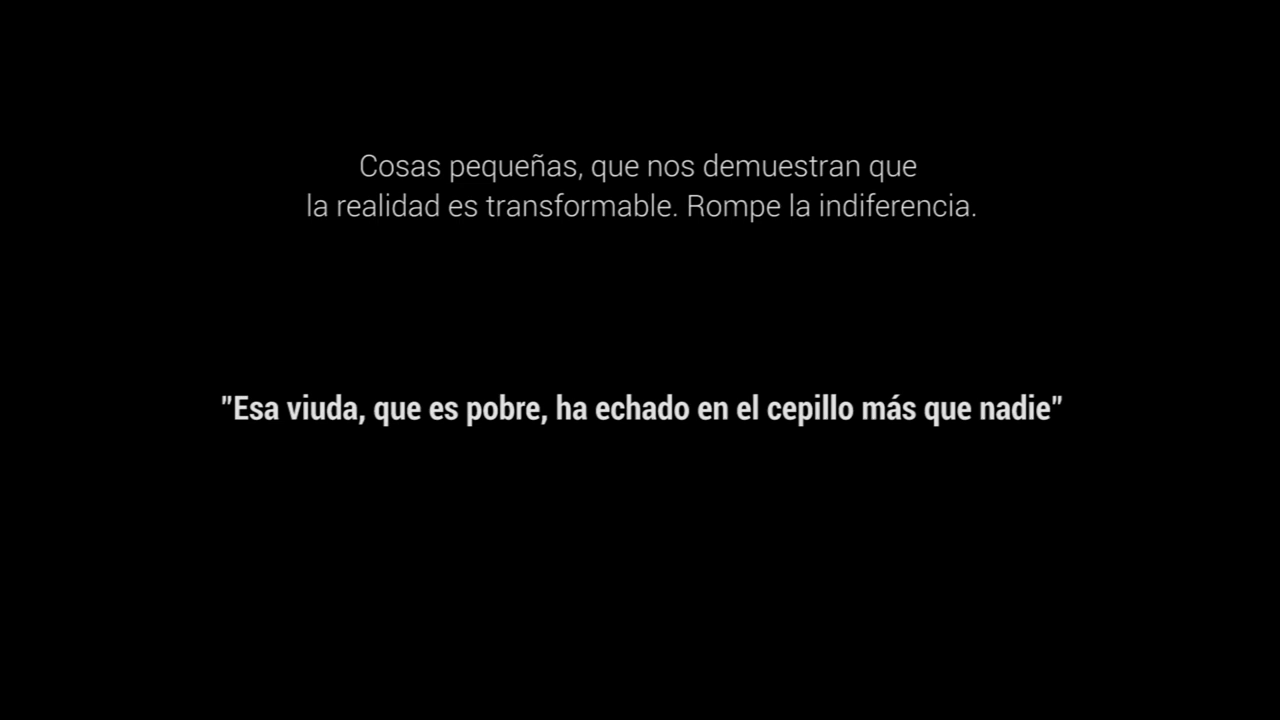 Cosas pequeñas, que nos demuestran que
la realidad es transformable. Rompe la indiferencia.
"Esa viuda, que es pobre, ha echado en el cepillo más que nadie"